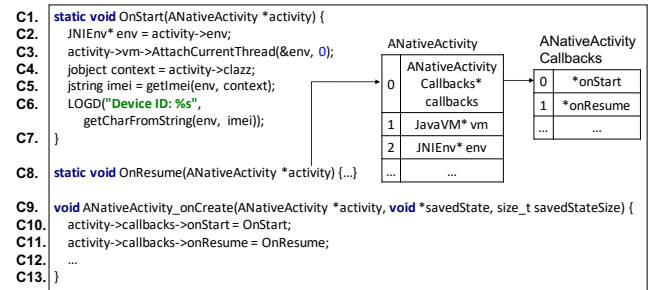 C1. static void OnStart(ANativeActivity *activity) {
C2. JNIEnv* env = activity->env;
C3. activity->vm->AttachCurrentThread(&env, 0);
C4. jobject context = activity->clazz;
C5. jstring imei = getImei(env, context);
C6. LOGD("Device ID: %s",
getCharFromString(env, imei));
C7. }
C8. static void OnResume(ANativeActivity *activity) {…}
C9. void ANativeActivity_onCreate(ANativeActivity *activity, void *savedState, size_t savedStateSize) {
C10. activity->callbacks->onStart = OnStart;
C11. activity->callbacks->onResume = OnResume;
C12. …
C13. }
ANativeActivity
0 ANativeActivity
Callbacks*
callbacks
1 JavaVM* vm
2 JNIEnv* env
… …
ANativeActivity
Callbacks
0 *onStart
1 *onResume
… …